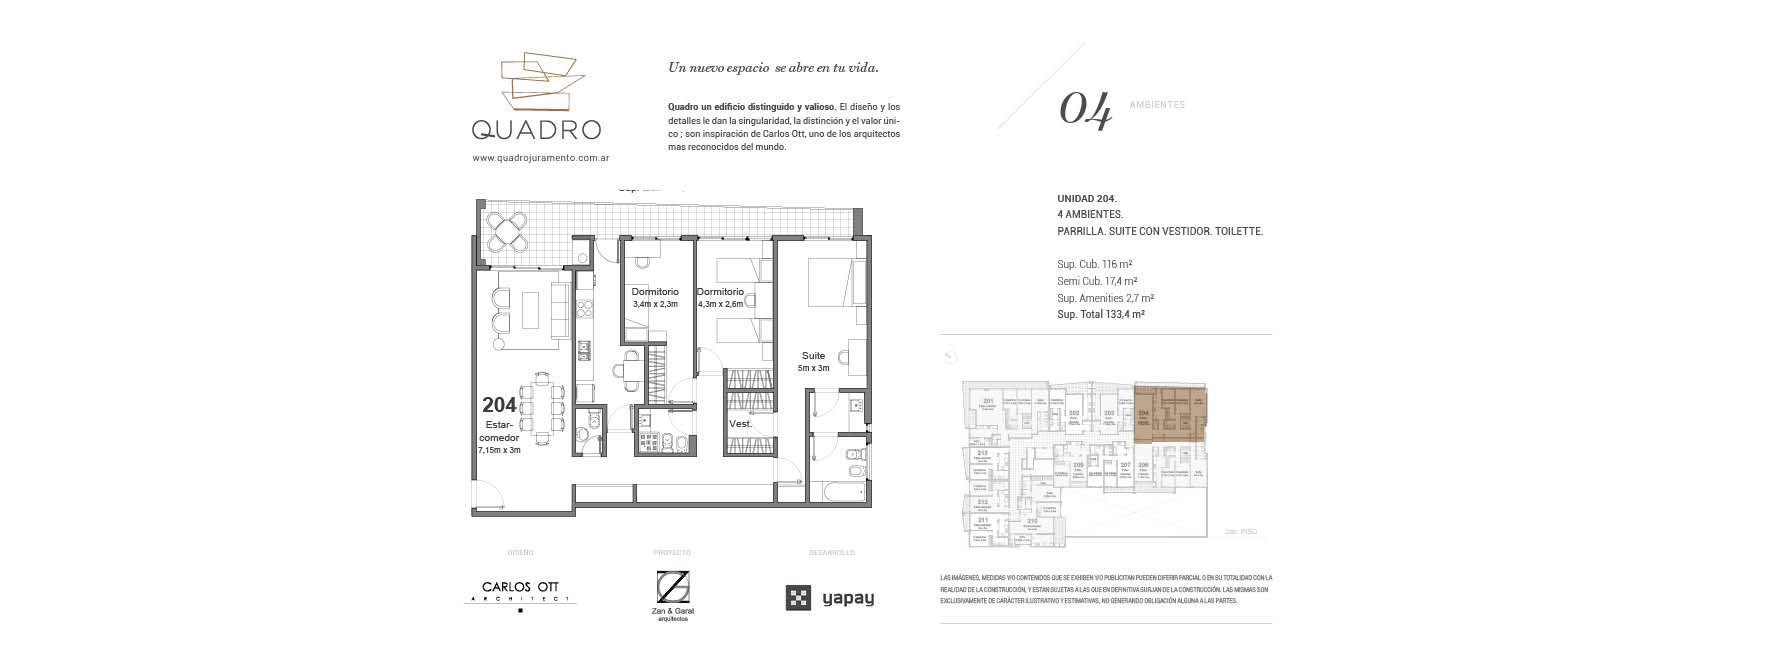 QUADRO
www.quadrojuramento.com.ar
Un nuevo espacio se abre en tu vida.
Quadro un edificio distinguido y valioso. El diseño y los
detalles le dan la singularidad, la distinción y el valor úni-
co ; son inspiración de Carlos Ott, uno de los arquitectos
mas reconocidos del mundo.
04 AMBIENTES
UNIDAD 204.
4 AMBIENTES.
PARRILLA. SUITE CON VESTIDOR. TOILETTE.
Sup. Cub. 116 m²
Semi Cub. 17,4 m²
Sup. Amenities 2,7 m²
Sup. Total 133,4 m²
Dormitorio
3,4m x 2,3m
Dormitorio
4,3m x 2,6m
Suite
5m x 3m
204
Estar-
comedor
7,15m x 3m
Vest.
201
202
203
204
213
209
207
206
212
211
210
2do. PISO
DISEÑO
PROYECTO
DESARROLLO
CARLOS OTT
ARCHITECT
Zan & Garat
arquitectos
yapay
LAS IMÁGENES, MEDIDAS Y/O CONTENIDOS QUE SE EXHIBEN Y/O PUBLICITAN PUEDEN DIFERIR PARCIAL O EN SU TOTALIDAD CON LA
REALIDAD DE LA CONSTRUCCIÓN, Y ESTAN SUJETAS A LAS QUE EN DEFINITIVA SURJAN DE LA CONSTRUCCIÓN. LAS MISMAS SON
EXCLUSIVAMENTE DE CARÁCTER ILUSTRATIVO Y ESTIMATIVAS, NO GENERANDO OBLIGACIÓN ALGUNA A LAS PARTES.